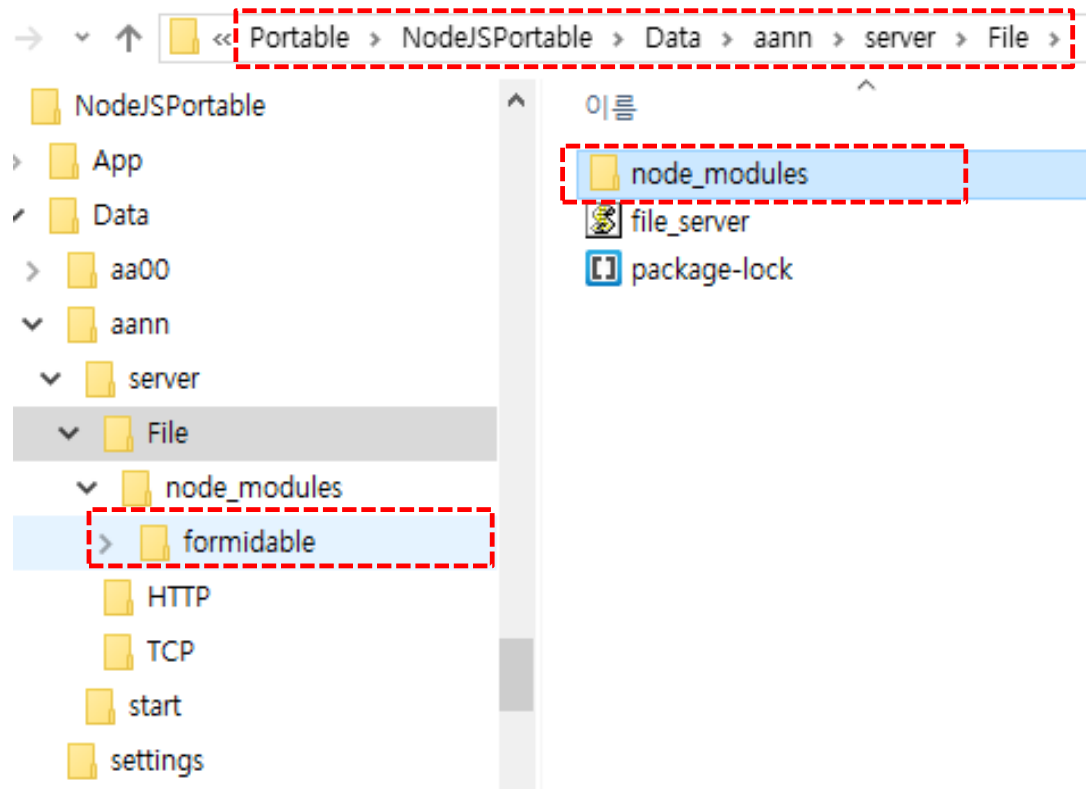 « Portable > NodeJSPortable > Data > aann > server > File >
NodeJSPortable
App
Data
aa00
aann
server
File
node_modules
formidable
HTTP
TCP
start
settings
이름
node_modules
file_server
package-lock